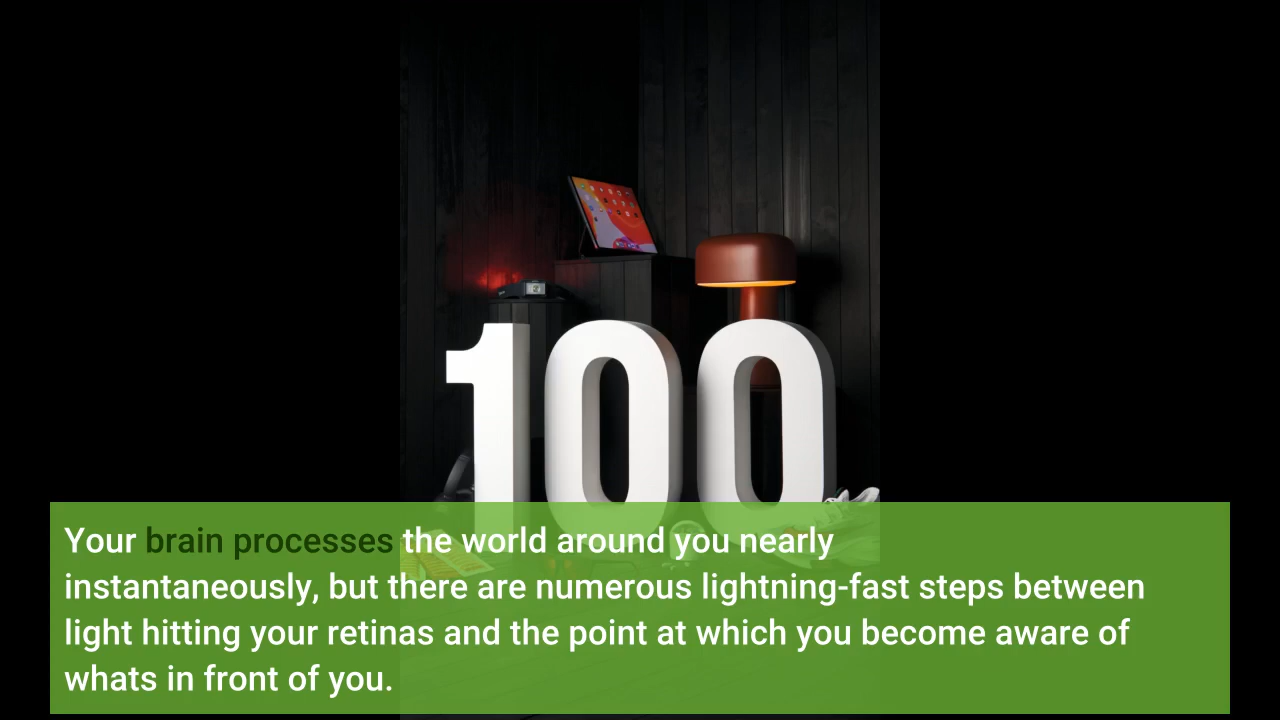 100
Your brain processes the world around you nearly
instantaneously, but there are numerous lightning-fast steps between
light hitting your retinas and the point at which you become aware of
whats in front of you.